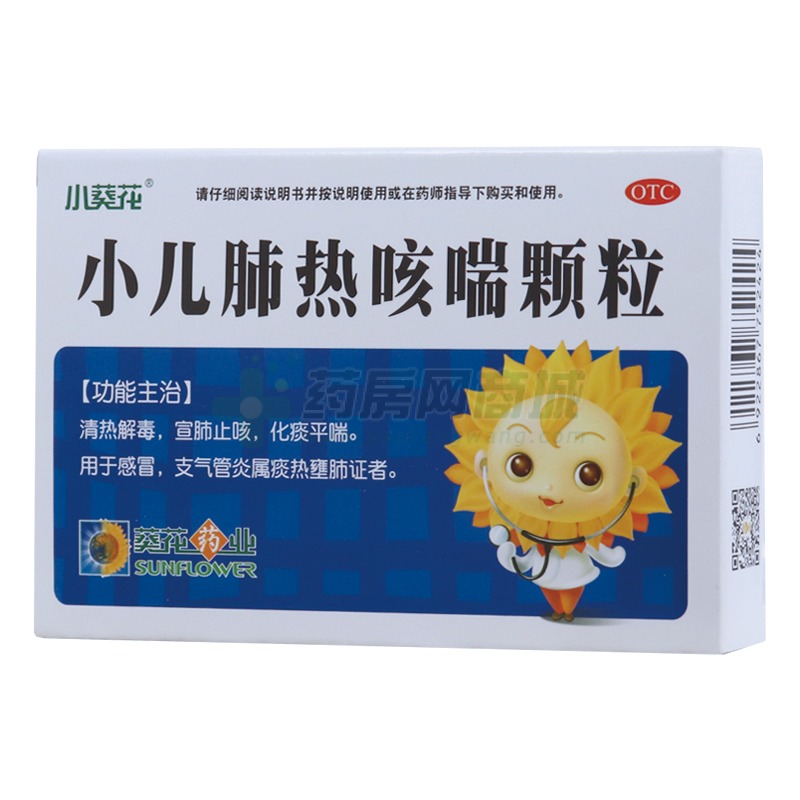 小葵花®
请仔细阅读说明书并按说明使用或在药师指导下购买和使用。
OTC
小儿肺热咳喘颗粒
【功能主治】
清热解毒，宣肺止咳，化痰平喘。
用于感冒，支气管炎属痰热壅肺证者。
葵花药业
SUNFLOWER
药房网商城
6922867752424